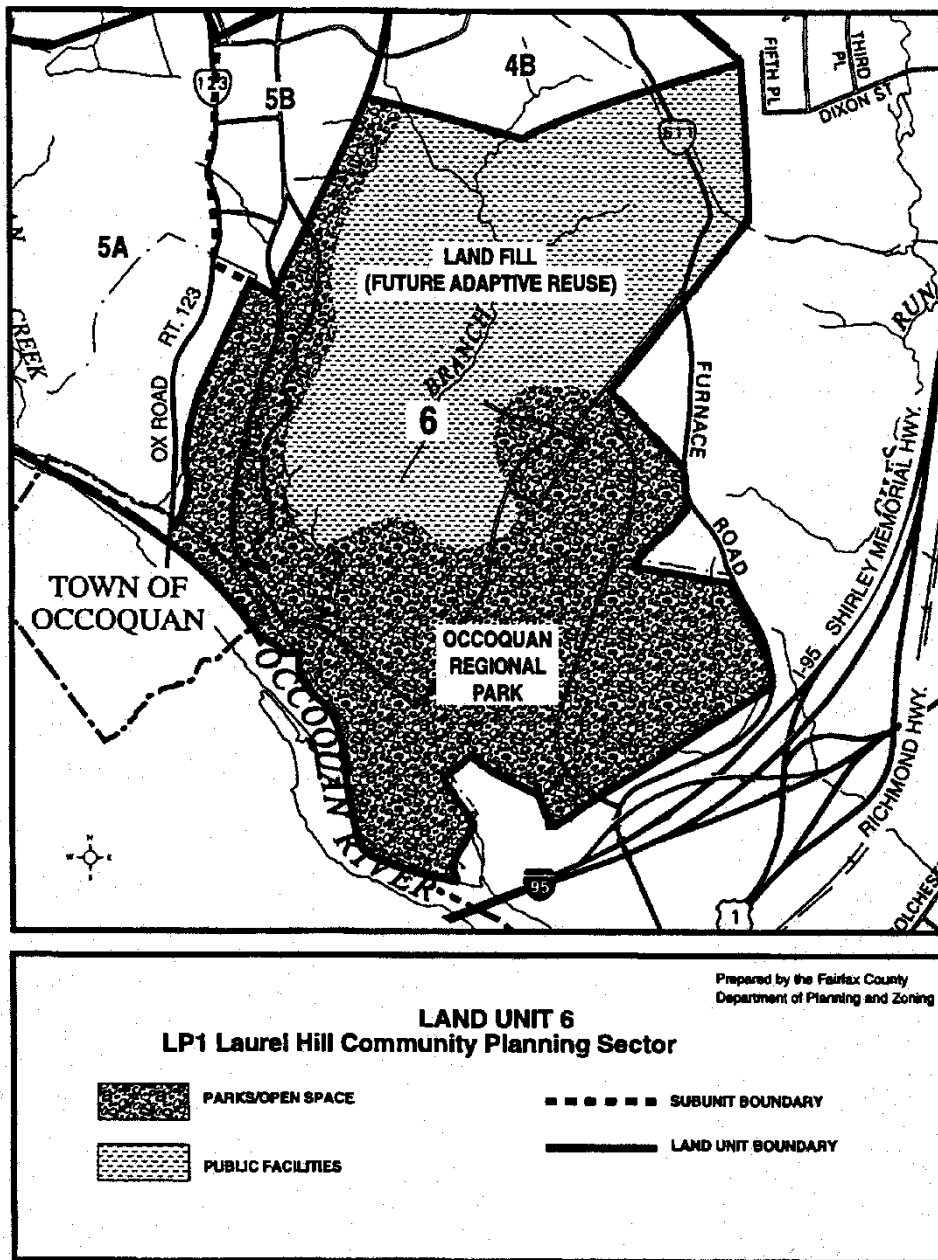 123
5B
4B
FIFTH PL
THIRD
PL
DIXON ST
611
5A
LAND FILL
(FUTURE ADAPTIVE REUSE)
RT. 123
OX ROAD
CREEK
BRANCH
6
FURNACE
ROAD
RUN
I-95 SHIRLEY MEMORIAL HWY.
TOWN OF
OCCOQUAN
OCCOQUAN
REGIONAL
PARK
OCCOQUAN RIVER
RICHMOND HWY.
N
W E
S
95
1
Prepared by the Fairfax County
Department of Planning and Zoning
LAND UNIT 6
LP1 Laurel Hill Community Planning Sector
PARKS/OPEN SPACE
SUBUNIT BOUNDARY
PUBLIC FACILITIES
LAND UNIT BOUNDARY